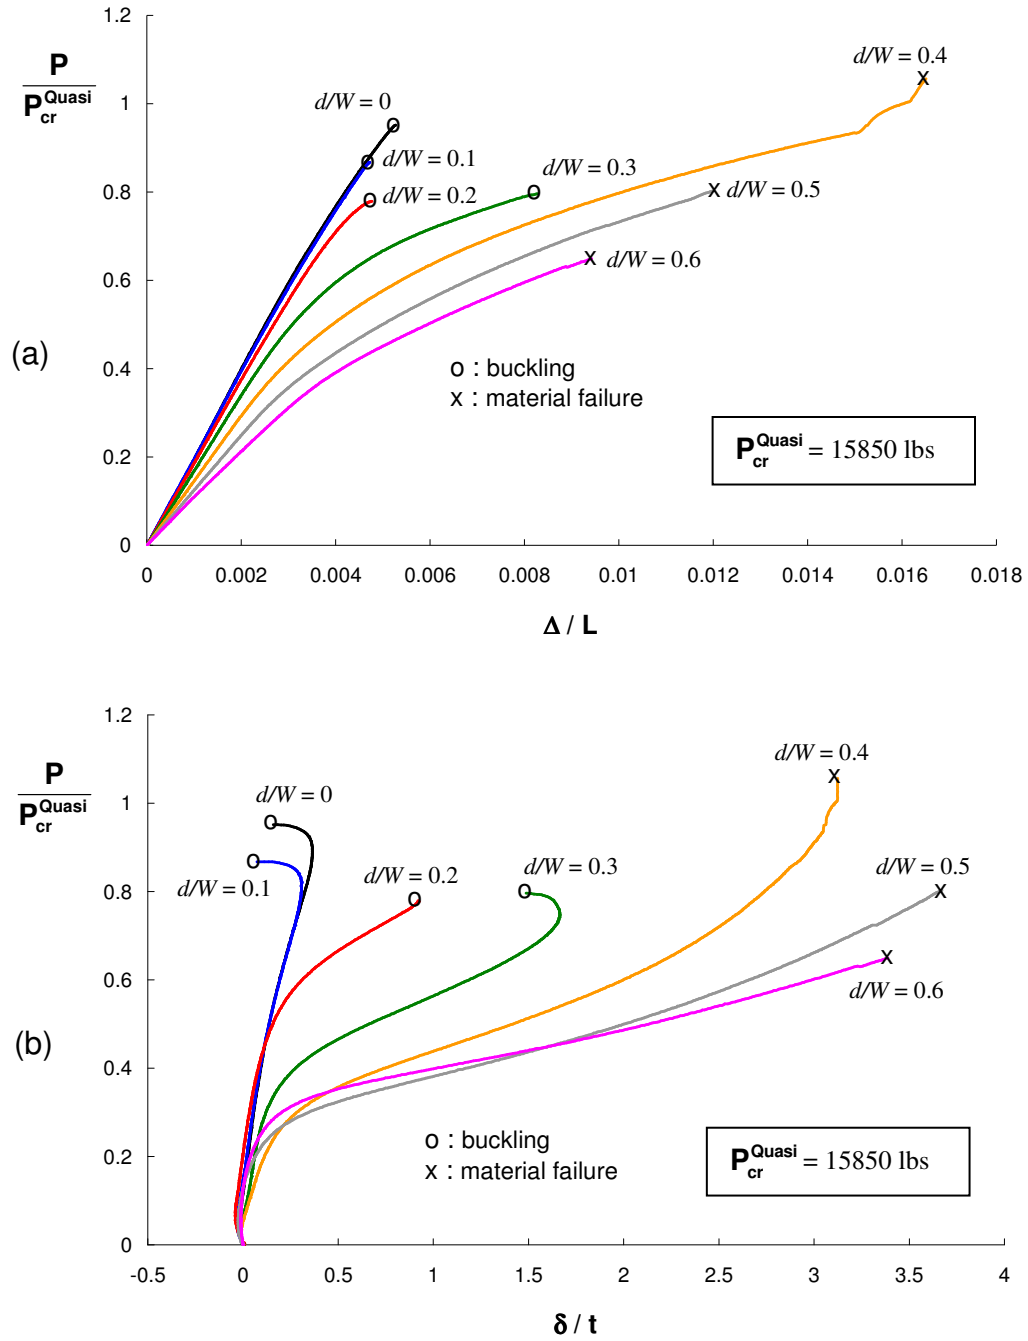 1.2
P
P_cr^Quasi
1
0.8
0.6
0.4
0.2
0
(a)
d/W = 0
d/W = 0.1
d/W = 0.2
d/W = 0.3
d/W = 0.4
d/W = 0.5
d/W = 0.6
o : buckling
x : material failure
P_cr^Quasi = 15850 lbs
0 0.002 0.004 0.006 0.008 0.01 0.012 0.014 0.016 0.018
Δ / L
1.2
P
P_cr^Quasi
1
0.8
0.6
0.4
0.2
0
(b)
d/W = 0
d/W = 0.1
d/W = 0.2
d/W = 0.3
d/W = 0.4
d/W = 0.5
d/W = 0.6
o : buckling
x : material failure
P_cr^Quasi = 15850 lbs
-0.5 0 0.5 1 1.5 2 2.5 3 3.5 4
δ / t